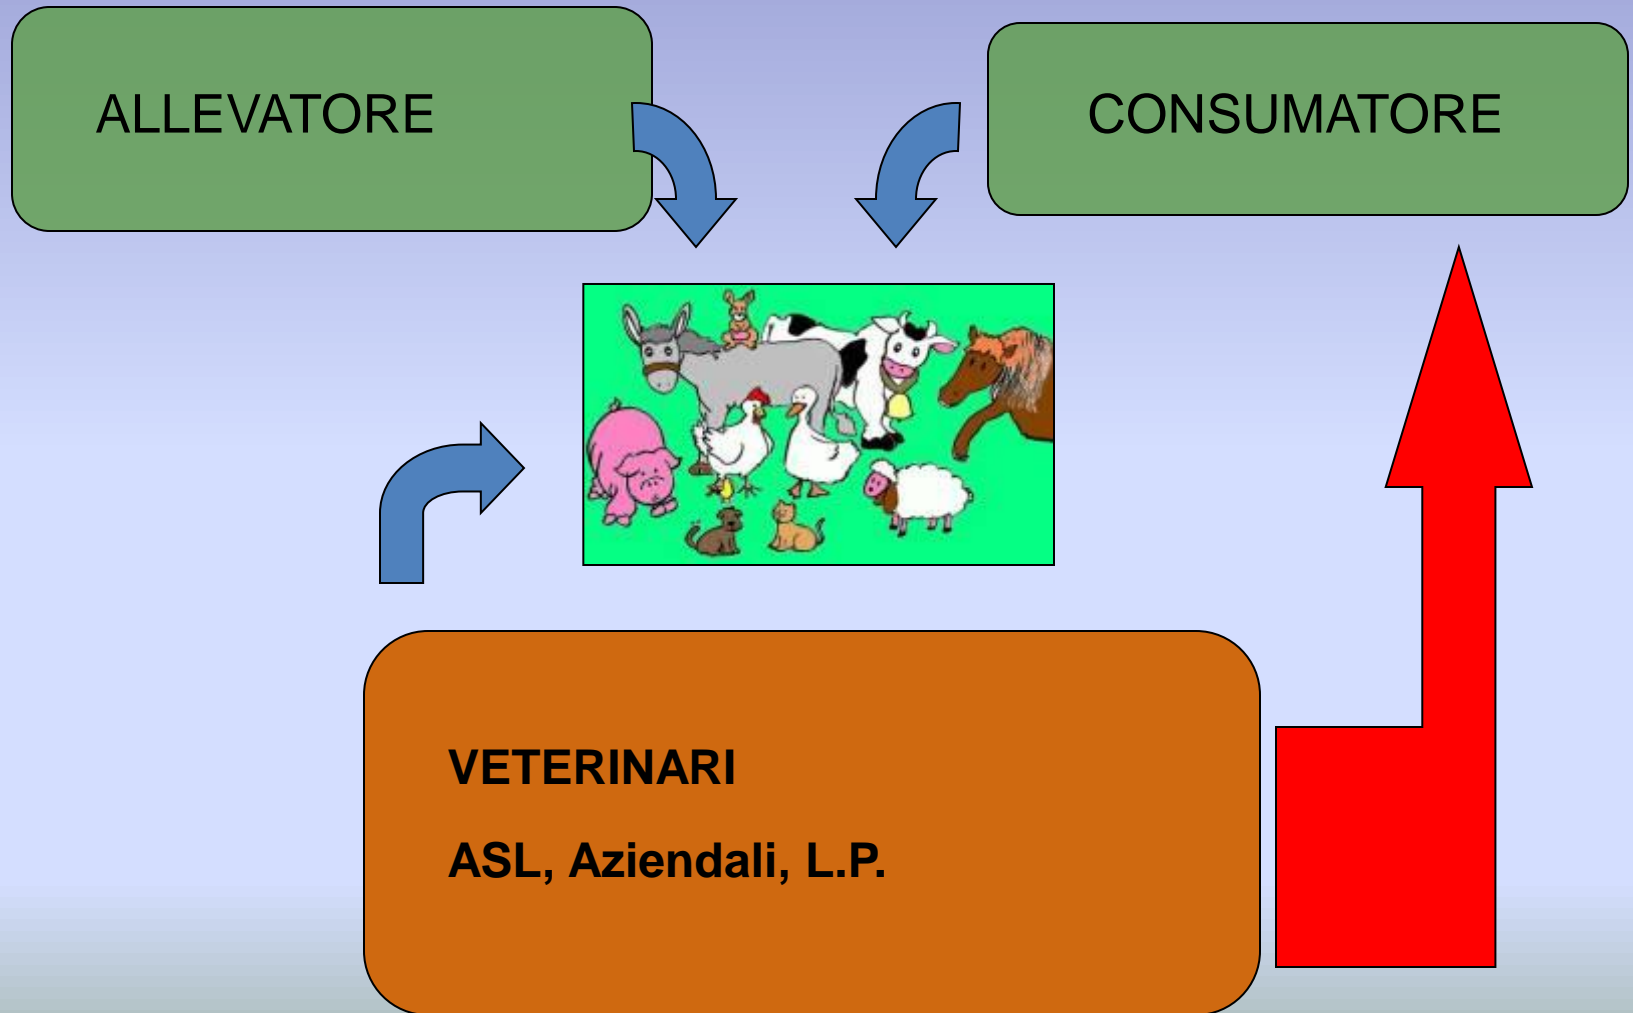 ALLEVATORE
CONSUMATORE
VETERINARI
ASL, Aziendali, L.P.